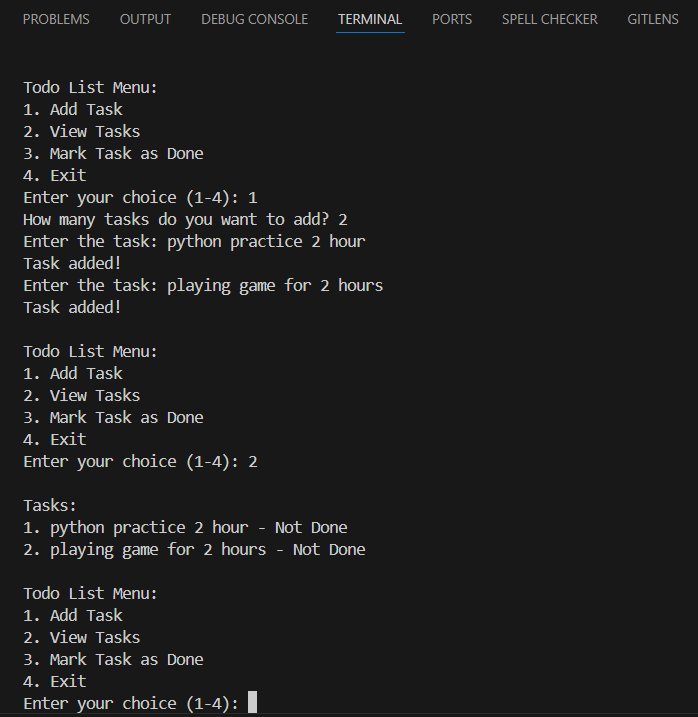 PROBLEMS OUTPUT DEBUG CONSOLE TERMINAL PORTS SPELL CHECKER GITLENS
Todo List Menu:
1. Add Task
2. View Tasks
3. Mark Task as Done
4. Exit
Enter your choice (1-4): 1
How many tasks do you want to add? 2
Enter the task: python practice 2 hour
Task added!
Enter the task: playing game for 2 hours
Task added!
Todo List Menu:
1. Add Task
2. View Tasks
3. Mark Task as Done
4. Exit
Enter your choice (1-4): 2
Tasks:
1. python practice 2 hour - Not Done
2. playing game for 2 hours - Not Done
Todo List Menu:
1. Add Task
2. View Tasks
3. Mark Task as Done
4. Exit
Enter your choice (1-4):